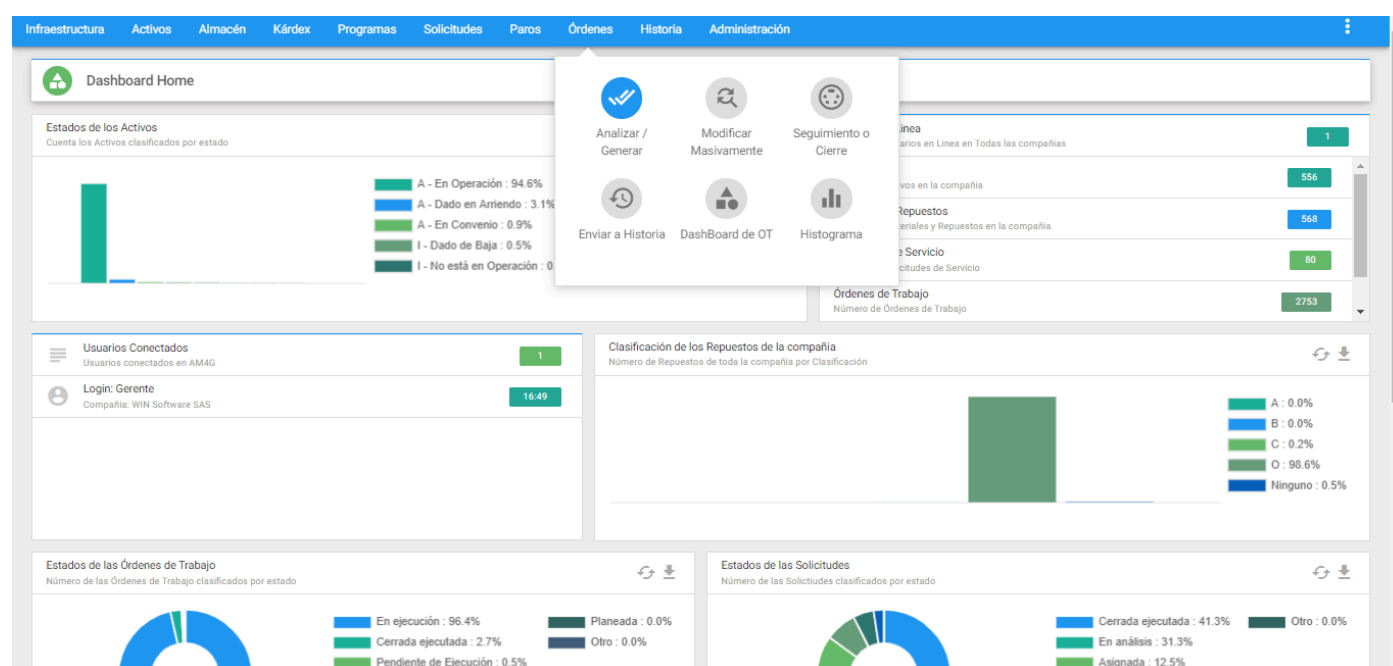 Infraestructura Activos Almacén Kárdex Programas Solicitudes Paros Órdenes Historia Administración
Dashboard Home
Analizar /
Generar
Modificar
Masivamente
Seguimiento o
Cierre
Enviar a Historia
DashBoard de OT
Histograma
Estados de los Activos
Cuenta los Activos clasificados por estado
A - En Operación : 94.6%
A - Dado en Arriendo : 3.1%
A - En Convenio : 0.9%
I - Dado de Baja : 0.5%
I - No está en Operación : 0
en Linea en Todas las compañias
1
en la compañia
556
Repuestos
y Repuestos en la compañia
568
Servicio
de Servicio
80
Órdenes de Trabajo
Número de Órdenes de Trabajo
2753
Usuarios Conectados
Usuarios conectados en AM4G
1
Login: Gerente
Compañia: WIN Software SAS
16:49
Clasificación de los Repuestos de la compañia
Número de Repuestos de toda la compañia por Clasificación
A : 0.0%
B : 0.0%
C : 0.2%
O : 98.6%
Ninguno : 0.5%
Estados de las Órdenes de Trabajo
Número de las Órdenes de Trabajo clasificados por estado
En ejecución : 96.4%
Cerrada ejecutada : 2.7%
Pendiente de Ejecución : 0.5%
Planeada : 0.0%
Otro : 0.0%
Estados de las Solicitudes
Número de las Solictiudes clasificados por estado
Cerrada ejecutada : 41.3%
En análisis : 31.3%
Asignada : 12.5%
Otro : 0.0%